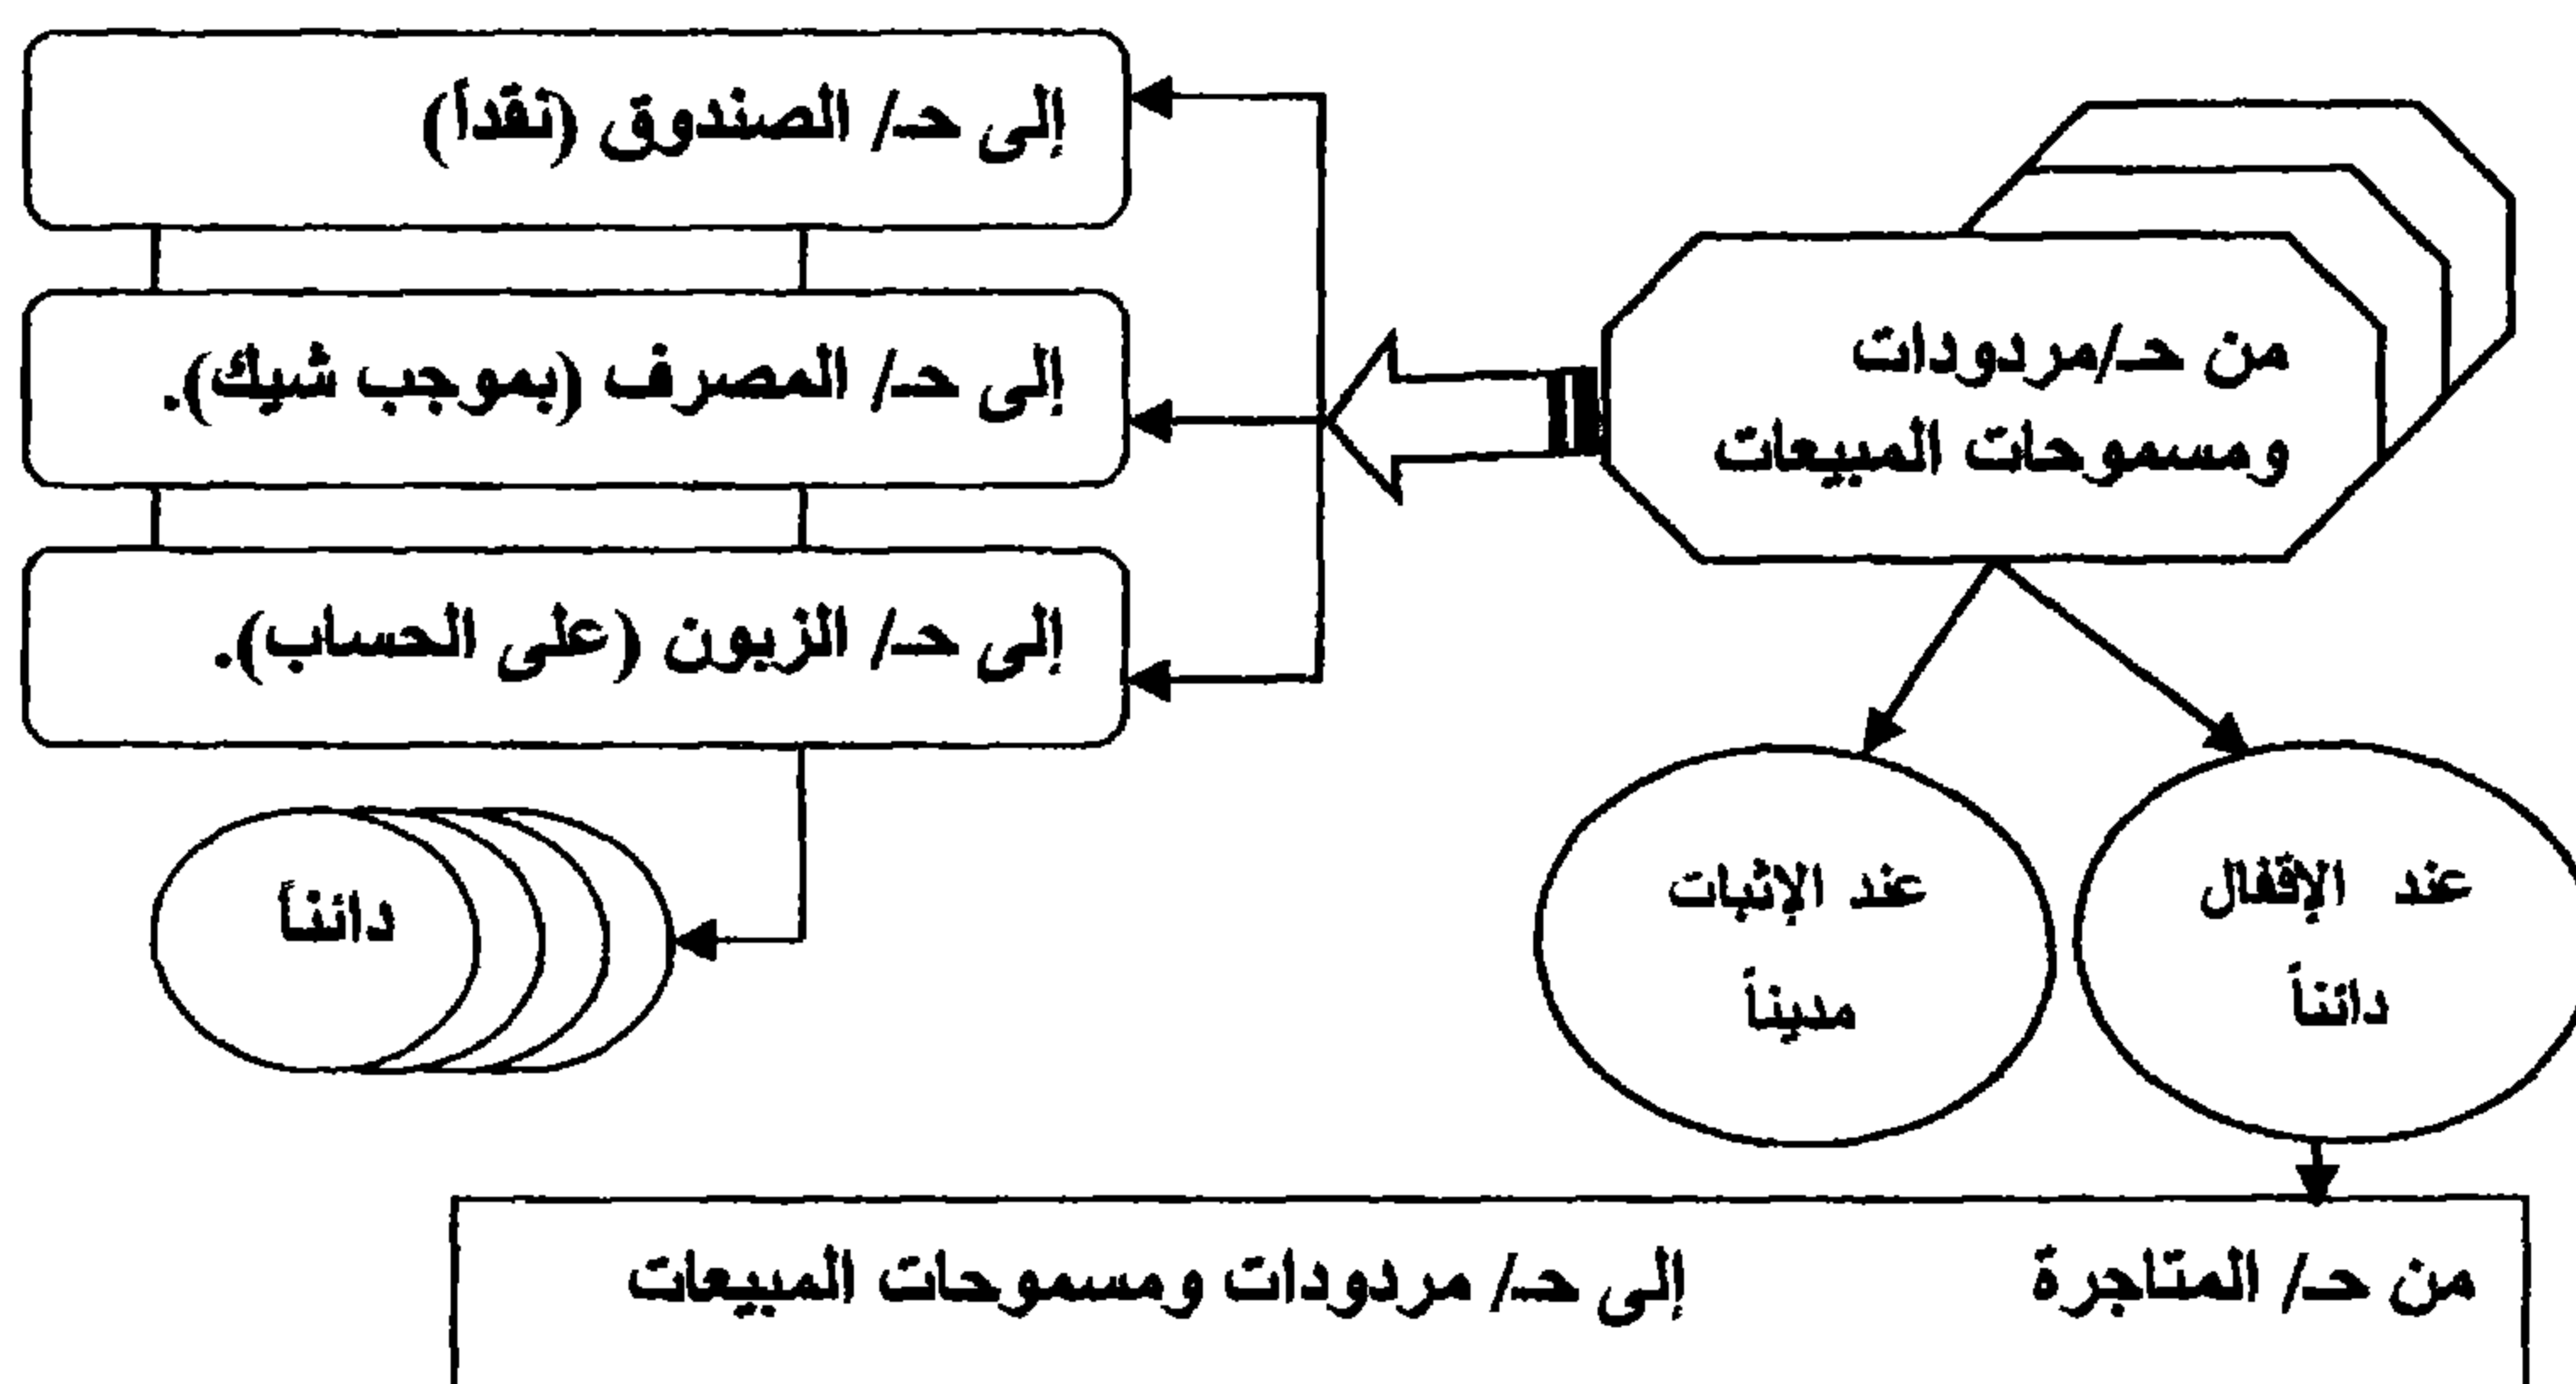 من حـ/مردودات
ومسموحات المبيعات
إلى حـ/ الصندوق (نقداً)
إلى حـ/ المصرف (بموجب شيك).
إلى حـ/ الزبون (على الحساب).
عند الإقفال
دائناً
عند الإثبات
مديناً
دائناً
من حـ/ المتاجرة إلى حـ/ مردودات ومسموحات المبيعات